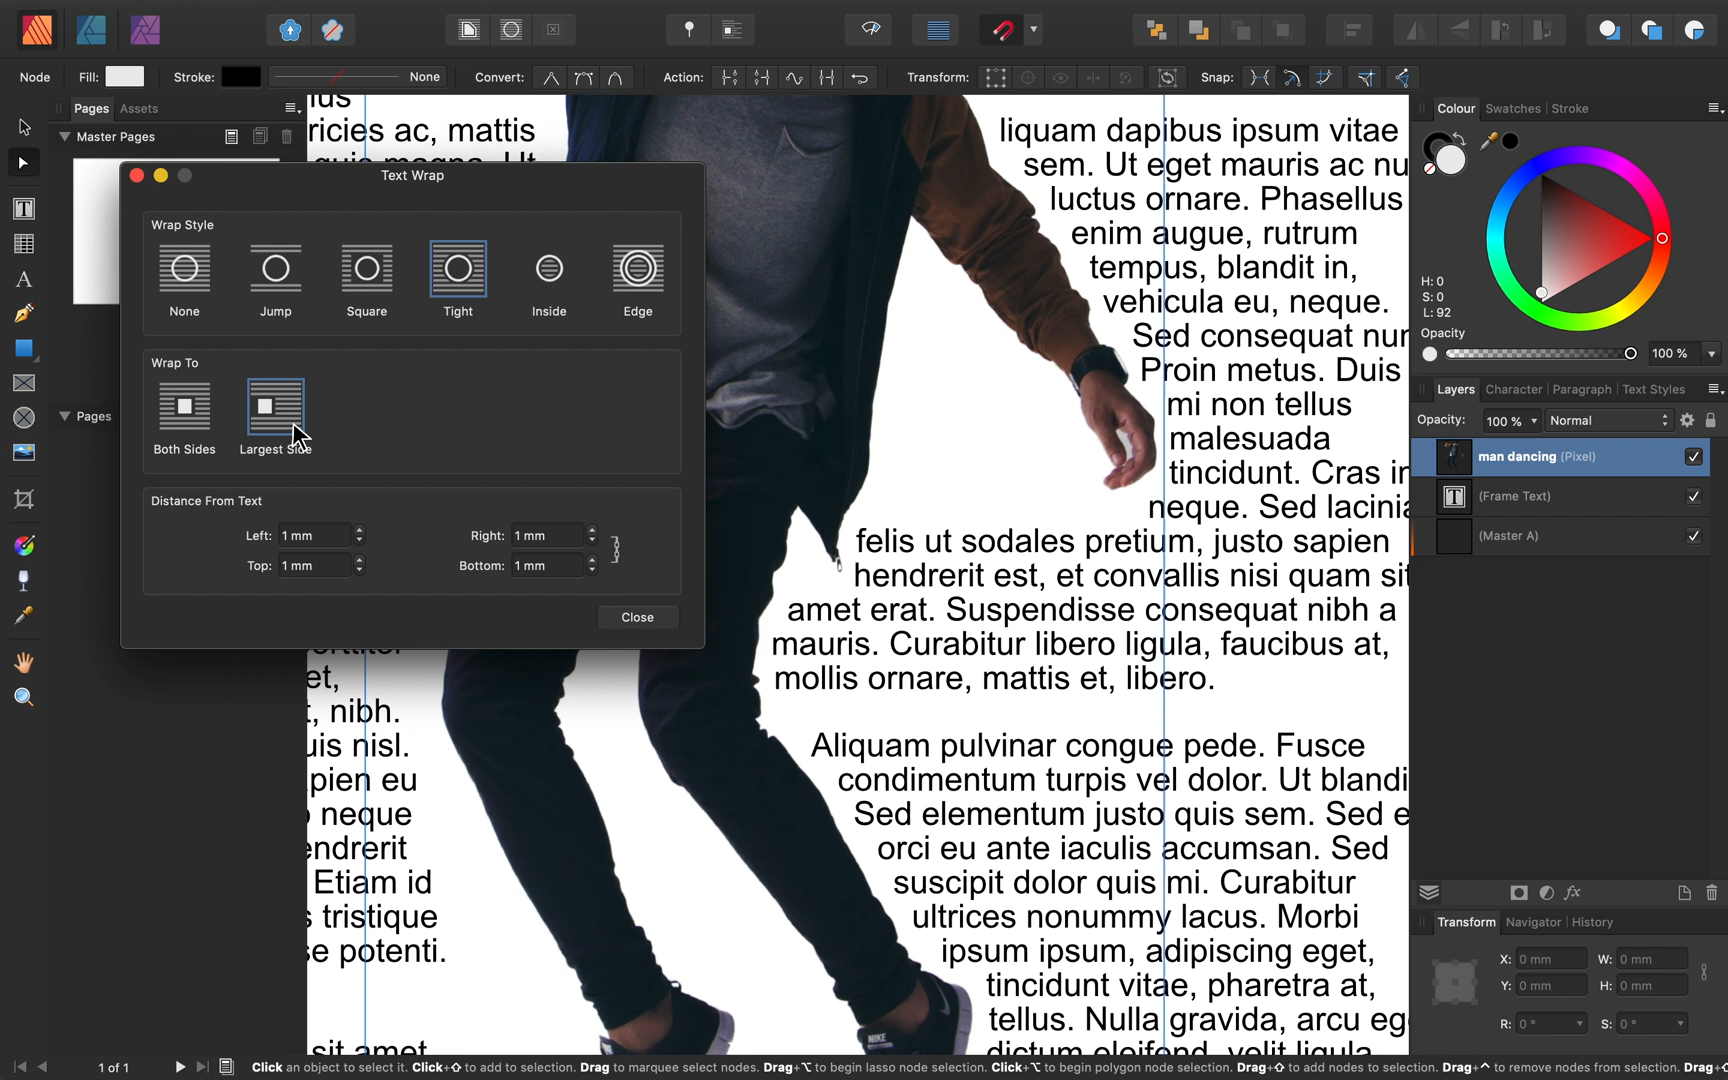 Node
Fill:
Stroke:
None
Convert:
Action:
Transform:
Snap:
Pages
Assets
Master Pages
Pages
Text Wrap
Wrap Style
None
Jump
Square
Tight
Inside
Edge
Wrap To
Both Sides
Largest Side
Distance From Text
Left: 1 mm
Right: 1 mm
Top: 1 mm
Bottom: 1 mm
Close
ricies ac, mattis
et,
t, nibh.
uis nisl.
pien eu
neque
endrerit
Etiam id
s tristique
se potenti.
sit amet
liquam dapibus ipsum vitae
sem. Ut eget mauris ac nu
luctus ornare. Phasellus
enim augue, rutrum
tempus, blandit in,
vehicula eu, neque.
Sed consequat nur
Proin metus. Duis
mi non tellus
malesuada
tincidunt. Cras in
neque. Sed lacinia
felis ut sodales pretium, justo sapien
hendrerit est, et convallis nisi quam sit
amet erat. Suspendisse consequat nibh a
mauris. Curabitur libero ligula, faucibus at,
mollis ornare, mattis et, libero.
Aliquam pulvinar congue pede. Fusce
condimentum turpis vel dolor. Ut blandi
Sed elementum justo quis sem. Sed e
orci eu ante iaculis accumsan. Sed
suscipit dolor quis mi. Curabitur
ultrices nonummy lacus. Morbi
ipsum ipsum, adipiscing eget,
tincidunt vitae, pharetra at,
tellus. Nulla gravida, arcu eg
dictum eleifend, velit ligula
NIKE
Colour
Swatches
Stroke
H: 0
S: 0
L: 92
Opacity
100 %
Layers
Character
Paragraph
Text Styles
Opacity: 100 %
Normal
man dancing (Pixel)
(Frame Text)
(Master A)
Transform
Navigator
History
X: 0 mm
W: 0 mm
Y: 0 mm
H: 0 mm
R: 0 °
S: 0 °
1 of 1
Click an object to select it. Click+⇧ to add to selection. Drag to marquee select nodes. Drag+⌥ to begin lasso node selection. Click+⌥ to begin polygon node selection. Drag+⇧ to add nodes to selection. Drag+^ to remove nodes from selection. Drag+⇧